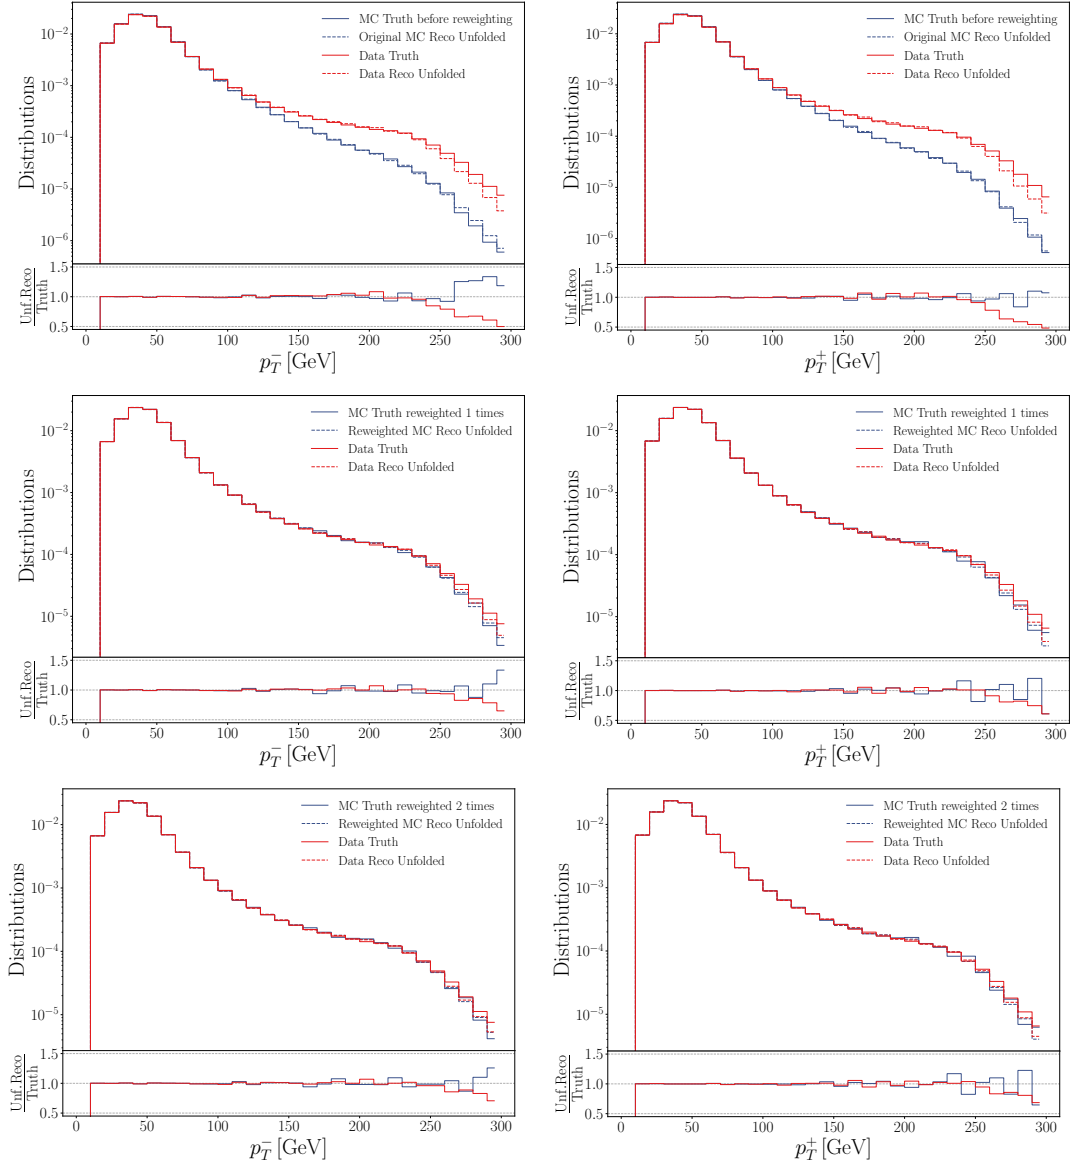 MC Truth before reweighting
Original MC Reco Unfolded
Data Truth
Data Reco Unfolded
Distributions
10⁻²
10⁻³
10⁻⁴
10⁻⁵
10⁻⁶
Unf.Reco
Truth
1.5
1.0
0.5
0 50 100 150 200 250 300
p_T^- [GeV]
MC Truth before reweighting
Original MC Reco Unfolded
Data Truth
Data Reco Unfolded
Distributions
10⁻²
10⁻³
10⁻⁴
10⁻⁵
10⁻⁶
Unf.Reco
Truth
1.5
1.0
0.5
0 50 100 150 200 250 300
p_T^+ [GeV]
MC Truth reweighted 1 times
Reweighted MC Reco Unfolded
Data Truth
Data Reco Unfolded
Distributions
10⁻²
10⁻³
10⁻⁴
10⁻⁵
Unf.Reco
Truth
1.5
1.0
0.5
0 50 100 150 200 250 300
p_T^- [GeV]
MC Truth reweighted 1 times
Reweighted MC Reco Unfolded
Data Truth
Data Reco Unfolded
Distributions
10⁻²
10⁻³
10⁻⁴
10⁻⁵
Unf.Reco
Truth
1.5
1.0
0.5
0 50 100 150 200 250 300
p_T^+ [GeV]
MC Truth reweighted 2 times
Reweighted MC Reco Unfolded
Data Truth
Data Reco Unfolded
Distributions
10⁻²
10⁻³
10⁻⁴
10⁻⁵
Unf.Reco
Truth
1.5
1.0
0.5
0 50 100 150 200 250 300
p_T^- [GeV]
MC Truth reweighted 2 times
Reweighted MC Reco Unfolded
Data Truth
Data Reco Unfolded
Distributions
10⁻²
10⁻³
10⁻⁴
10⁻⁵
Unf.Reco
Truth
1.5
1.0
0.5
0 50 100 150 200 250 300
p_T^+ [GeV]